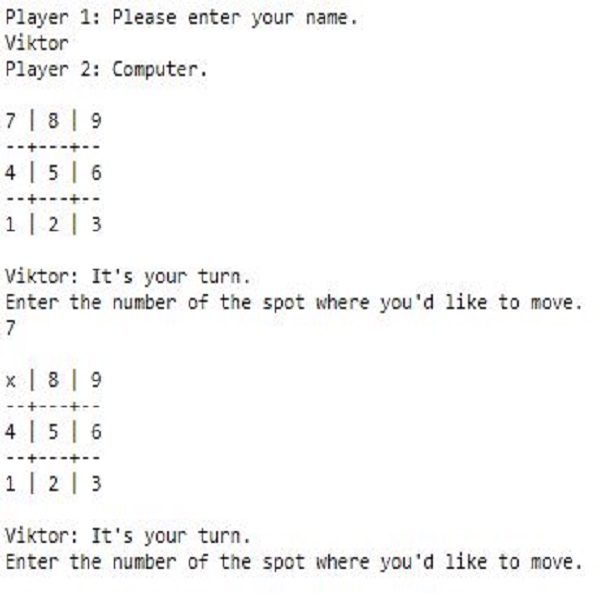 Player 1: Please enter your name.
Viktor
Player 2: Computer.
7 | 8 | 9
--+---+--
4 | 5 | 6
--+---+--
1 | 2 | 3
Viktor: It's your turn.
Enter the number of the spot where you'd like to move.
7
x | 8 | 9
--+---+--
4 | 5 | 6
--+---+--
1 | 2 | 3
Viktor: It's your turn.
Enter the number of the spot where you'd like to move.